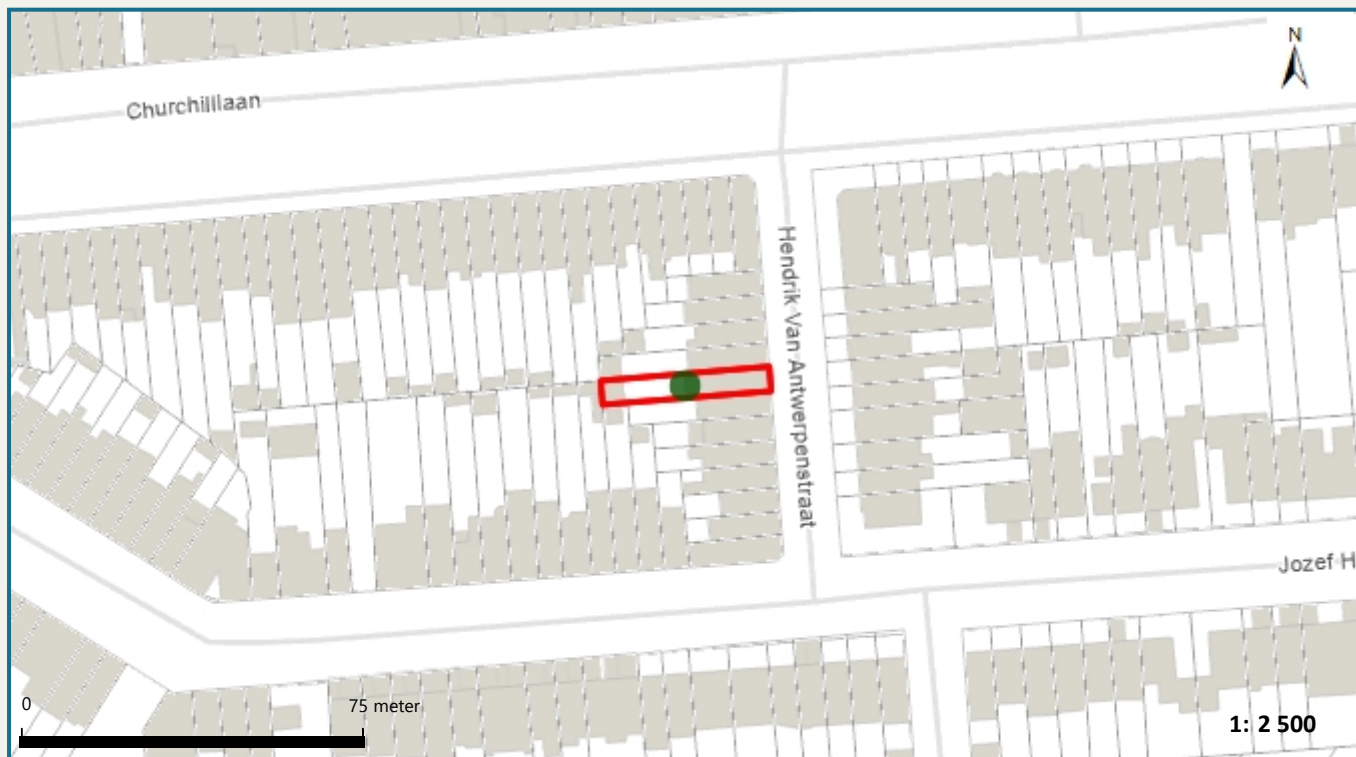 N
Churchilllaan
Hendrik Van Antwerpenstraat
Jozef H
0
75 meter
1: 2 500